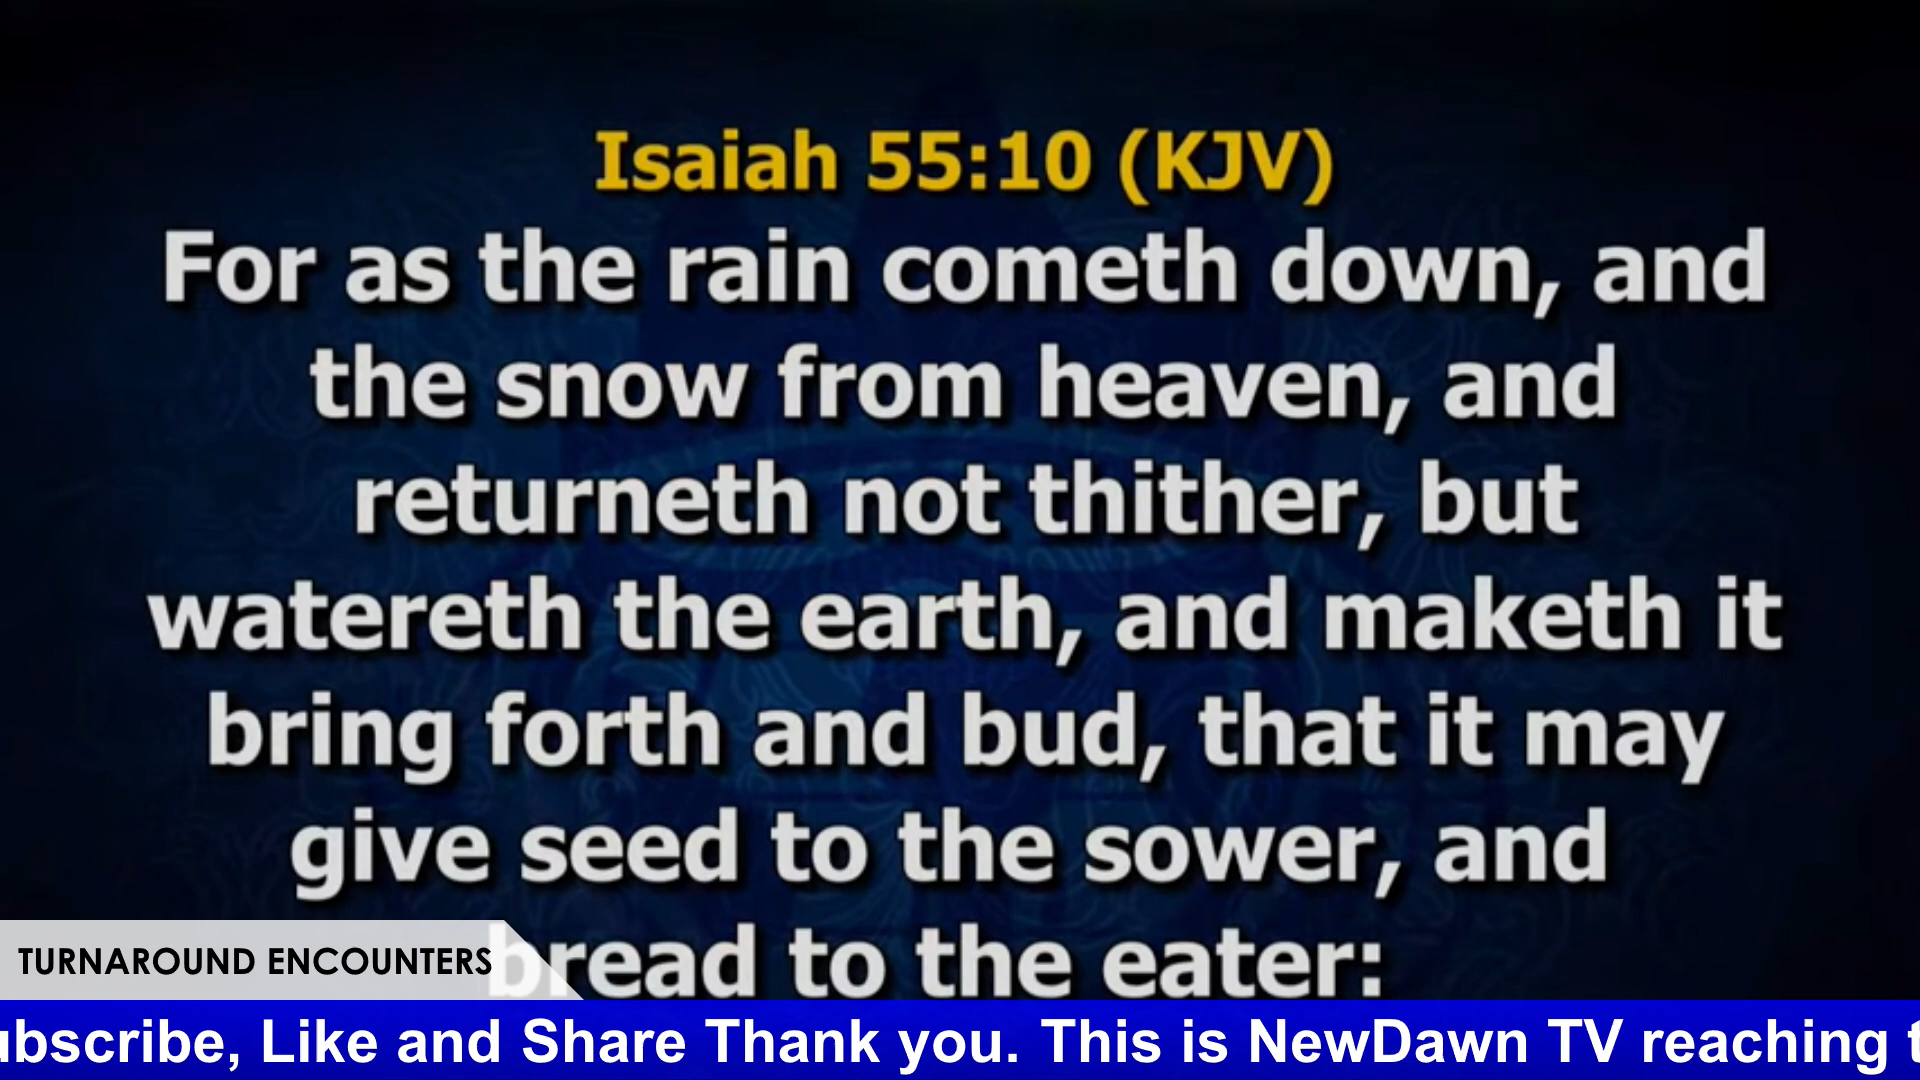 Isaiah 55:10 (KJV)
For as the rain cometh down, and
the snow from heaven, and
returneth not thither, but
watereth the earth, and maketh it
bring forth and bud, that it may
give seed to the sower, and
bread to the eater:
TURNAROUND ENCOUNTERS
ubscribe, Like and Share Thank you. This is NewDawn TV reaching